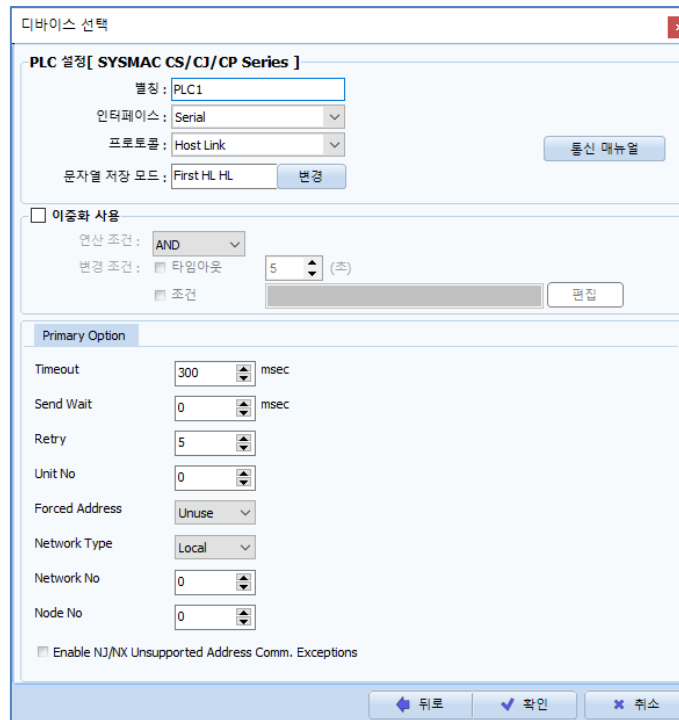 디바이스 선택
PLC 설정[ SYSMAC CS/CJ/CP Series ]
별칭 : PLC1
인터페이스 : Serial
프로토콜 : Host Link 통신 매뉴얼
문자열 저장 모드 : First HL HL 변경
이중화 사용
연산 조건 : AND
변경 조건 : 타임아웃 5 (초)
조건 편집
Primary Option
Timeout 300 msec
Send Wait 0 msec
Retry 5
Unit No 0
Forced Address Unuse
Network Type Local
Network No 0
Node No 0
Enable NJ/NX Unsupported Address Comm. Exceptions
뒤로 확인 취소